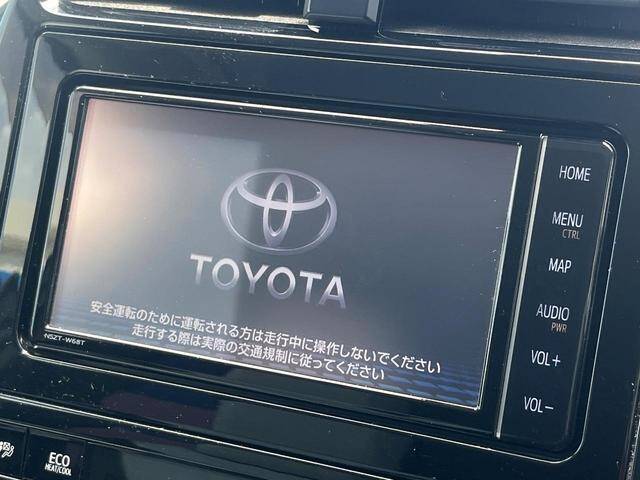 TOYOTA
安全運転のために運転される方は走行中に操作しないでください
走行する際は実際の交通規制に従ってください
NSZT-W68T
HOME
MENU
CTRL
MAP
AUDIO
PWR
VOL+
VOL-
ECO
HEAT/COOL